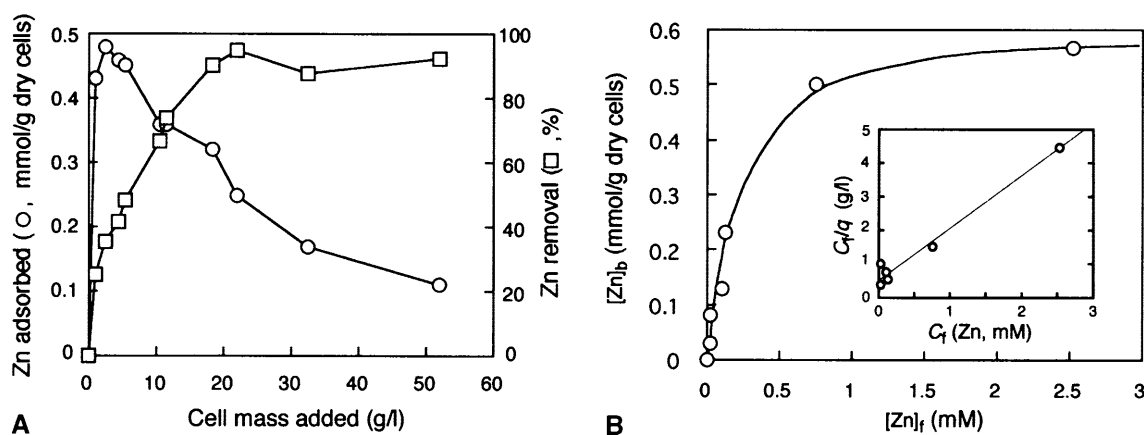 Zn adsorbed (○, mmol/g dry cells)
0.5
0.4
0.3
0.2
0.1
0
100
80
60
40
20
0
Zn removal (□, %)
0 10 20 30 40 50 60
Cell mass added (g/l)
A
[Zn]b (mmol/g dry cells)
0.6
0.5
0.4
0.3
0.2
0.1
0
Cf/q (g/l)
5
4
3
2
1
0
0 1 2 3
Cf (Zn, mM)
0 0.5 1 1.5 2 2.5 3
[Zn]f (mM)
B